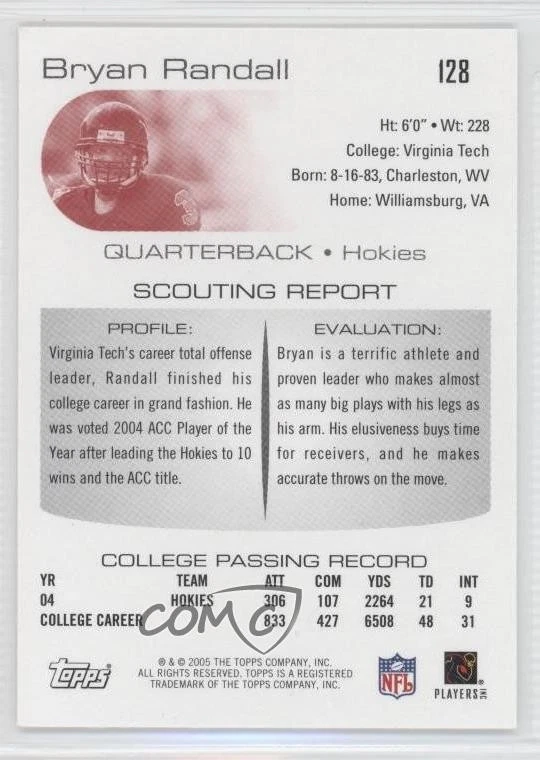 Bryan Randall
128
Ht: 6'0" • Wt: 228
College: Virginia Tech
Born: 8-16-83, Charleston, WV
Home: Williamsburg, VA
3
QUARTERBACK • Hokies
SCOUTING REPORT
PROFILE:
Virginia Tech's career total offense
leader, Randall finished his
college career in grand fashion. He
was voted 2004 ACC Player of the
Year after leading the Hokies to 10
wins and the ACC title.
EVALUATION:
Bryan is a terrific athlete and
proven leader who makes almost
as many big plays with his legs as
his arm. His elusiveness buys time
for receivers, and he makes
accurate throws on the move.
COLLEGE PASSING RECORD
YR TEAM ATT COM YDS TD INT
04 HOKIES 306 107 2264 21 9
COLLEGE CAREER 833 427 6508 48 31
COMC
Topps
® & © 2005 THE TOPPS COMPANY, INC.
ALL RIGHTS RESERVED. TOPPS IS A REGISTERED
TRADEMARK OF THE TOPPS COMPANY, INC.
NFL
PLAYERS INC